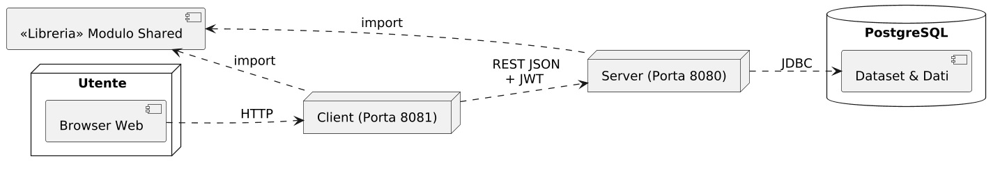 «Libreria» Modulo Shared
import
import
Utente
Browser Web
HTTP
Client (Porta 8081)
REST JSON
+ JWT
Server (Porta 8080)
JDBC
PostgreSQL
Dataset & Dati